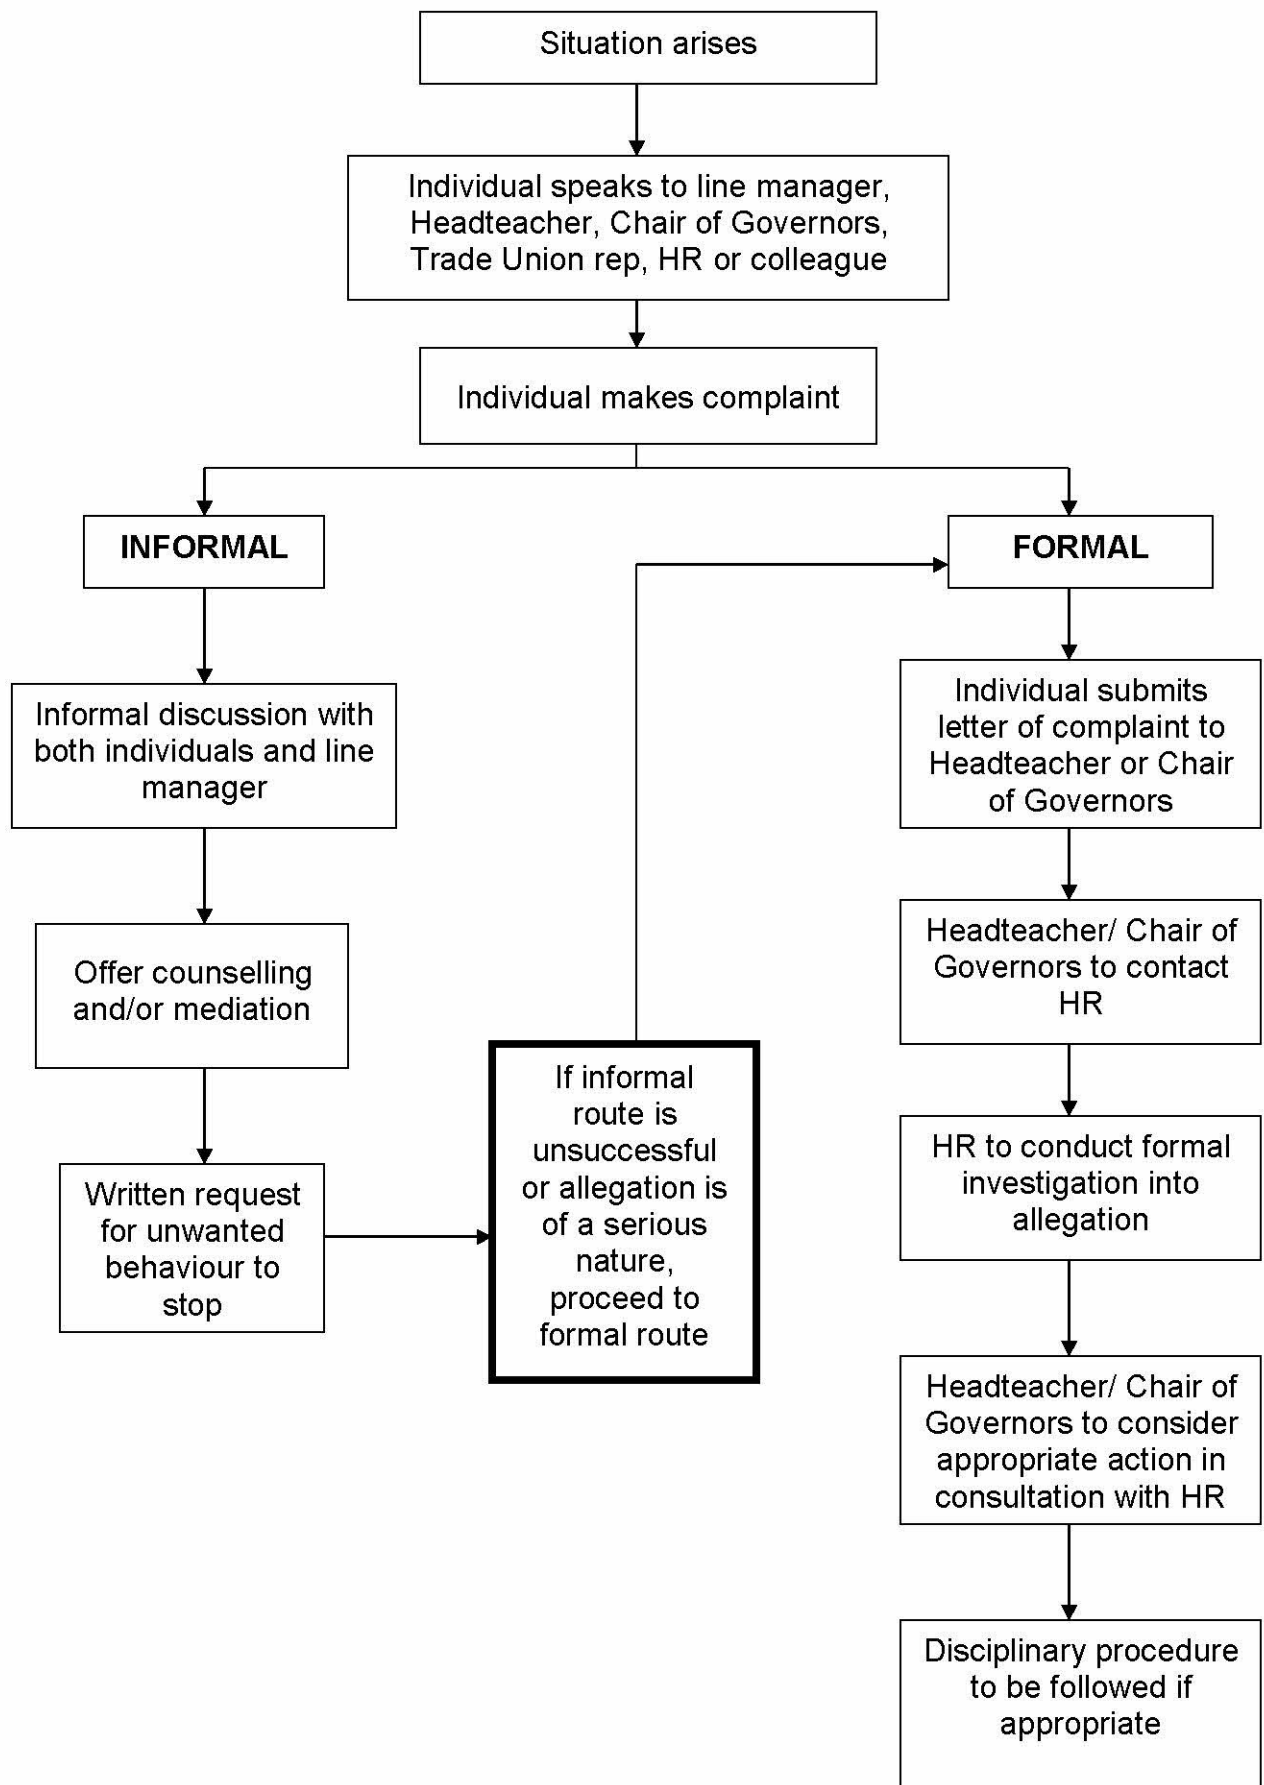 Situation arises
Individual speaks to line manager,
Headteacher, Chair of Governors,
Trade Union rep, HR or colleague
Individual makes complaint
INFORMAL
FORMAL
Informal discussion with
both individuals and line
manager
Offer counselling
and/or mediation
Written request
for unwanted
behaviour to
stop
If informal
route is
unsuccessful
or allegation is
of a serious
nature,
proceed to
formal route
Individual submits
letter of complaint to
Headteacher or Chair
of Governors
Headteacher/ Chair of
Governors to contact
HR
HR to conduct formal
investigation into
allegation
Headteacher/ Chair of
Governors to consider
appropriate action in
consultation with HR
Disciplinary procedure
to be followed if
appropriate